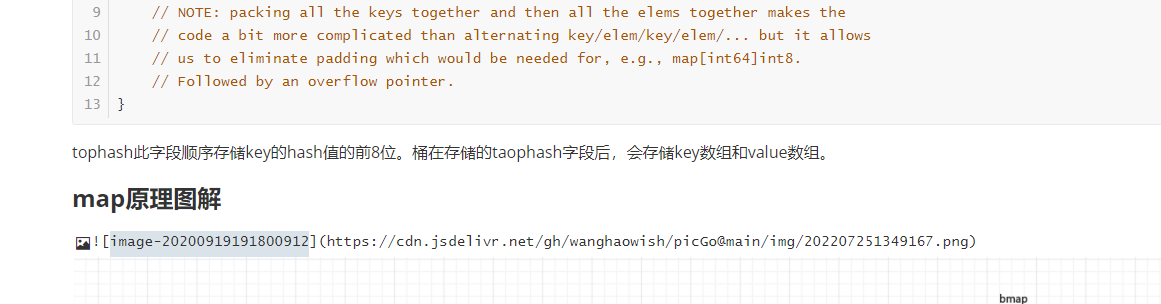 9 // NOTE: packing all the keys together and then all the elems together makes the
10 // code a bit more complicated than alternating key/elem/key/elem/... but it allows
11 // us to eliminate padding which would be needed for, e.g., map[int64]int8.
12 // Followed by an overflow pointer.
13 }
tophash此字段顺序存储key的hash值的前8位。桶在存储的taophash字段后，会存储key数组和value数组。
map原理图解
![image-20200919191800912](https://cdn.jsdelivr.net/gh/wanghaowish/picGo@main/img/202207251349167.png)
bmap